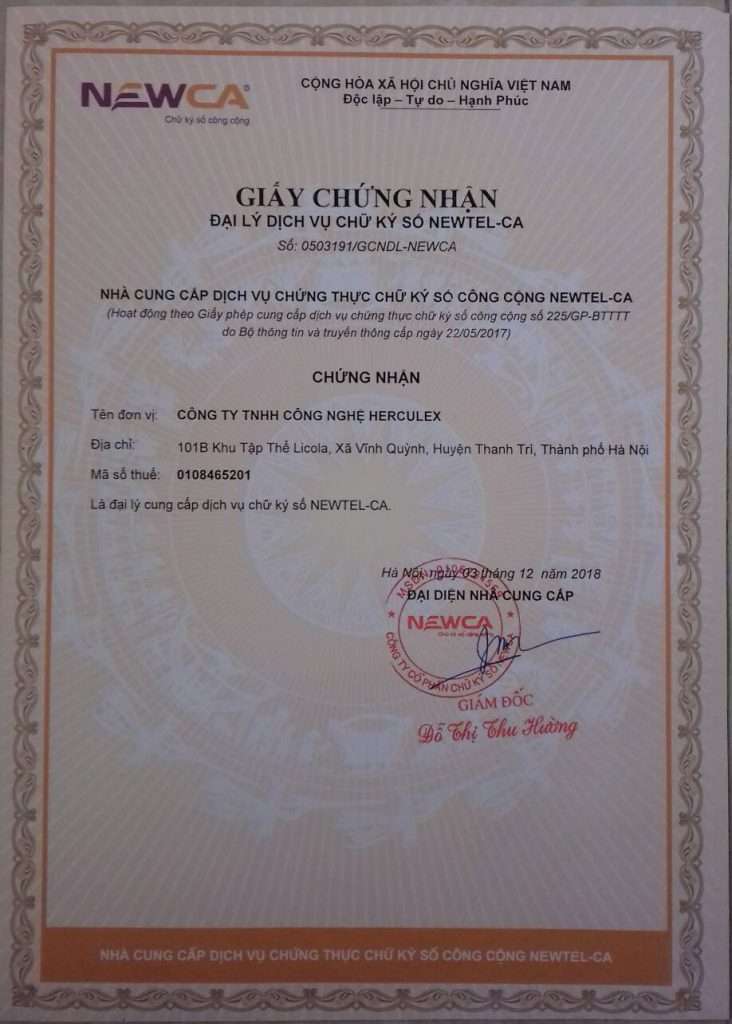 NEWCA®
Chữ ký số công cộng
CỘNG HÒA XÃ HỘI CHỦ NGHĨA VIỆT NAM
Độc lập – Tự do – Hạnh Phúc
GIẤY CHỨNG NHẬN
ĐẠI LÝ DỊCH VỤ CHỮ KÝ SỐ NEWTEL-CA
Số: 0503191/GCNDL-NEWCA
NHÀ CUNG CẤP DỊCH VỤ CHỨNG THỰC CHỮ KÝ SỐ CÔNG CỘNG NEWTEL-CA
(Hoạt động theo Giấy phép cung cấp dịch vụ chứng thực chữ ký số công cộng số 225/GP-BTTTT
do Bộ thông tin và truyền thông cấp ngày 22/05/2017)
CHỨNG NHẬN
Tên đơn vị: CÔNG TY TNHH CÔNG NGHỆ HERCULEX
Địa chỉ: 101B Khu Tập Thể Licola, Xã Vĩnh Quỳnh, Huyện Thanh Trì, Thành phố Hà Nội
Mã số thuế: 0108465201
Là đại lý cung cấp dịch vụ chữ ký số NEWTEL-CA.
Hà Nội, ngày 03 tháng 12 năm 2018
ĐẠI DIỆN NHÀ CUNG CẤP
NEWCA
Chữ ký số công cộng
CÔNG TY CỔ PHẦN CHỮ KÝ SỐ
GIÁM ĐỐC
Đỗ Thị Thu Hường
NHÀ CUNG CẤP DỊCH VỤ CHỨNG THỰC CHỮ KÝ SỐ CÔNG CỘNG NEWTEL-CA